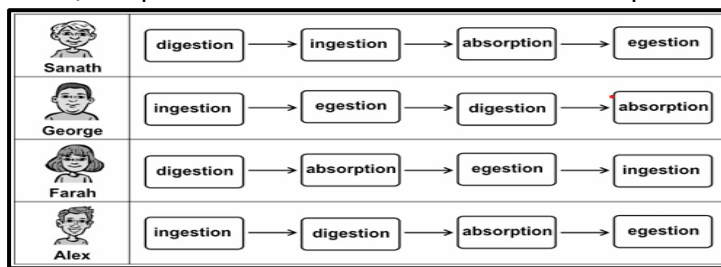 digestion → ingestion → absorption → egestion
Sanath
ingestion → egestion → digestion → absorption
George
digestion → absorption → egestion → ingestion
Farah
ingestion → digestion → absorption → egestion
Alex